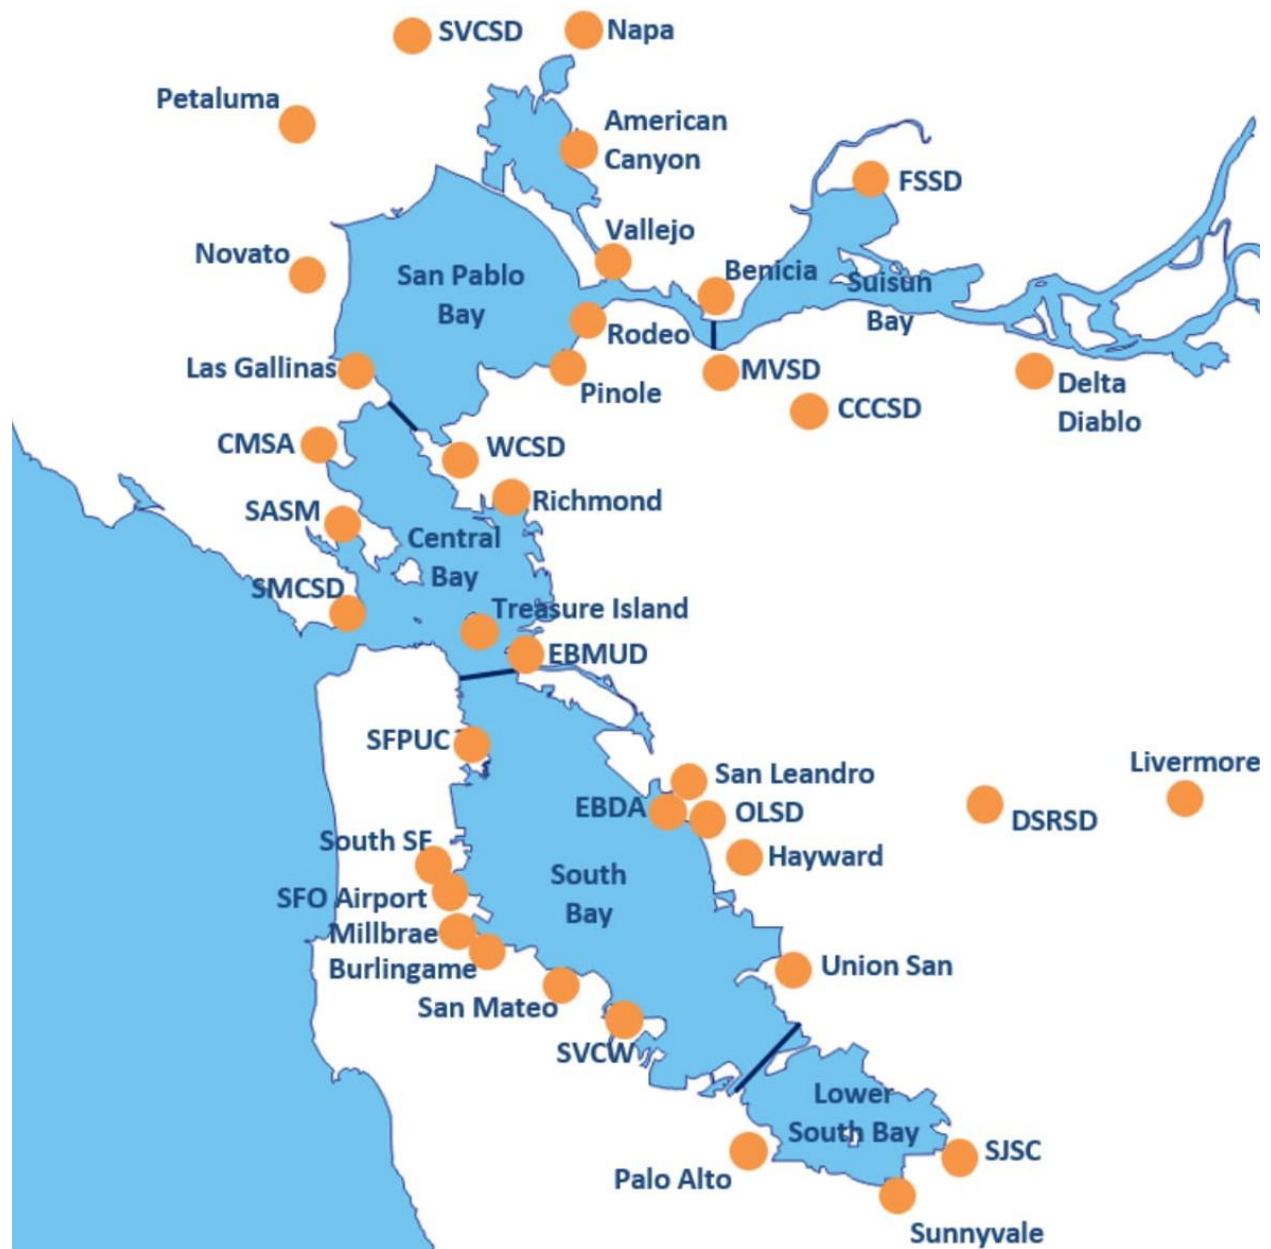 SVCSD
Napa
Petaluma
American
Canyon
FSSD
Vallejo
Novato
Benicia
San Pablo
Bay
Suisun
Bay
Rodeo
Las Gallinas
MVSD
Pinole
Delta
Diablo
CCCSD
CMSA
WCSD
Richmond
SASM
Central
Bay
SMCSD
Treasure Island
EBMUD
SFPUC
San Leandro
Livermore
EBDA
OLSD
DSRSD
South SF
Hayward
South
Bay
SFO Airport
Millbrae
Burlingame
Union San
San Mateo
SVCW
Lower
South Bay
SJSC
Palo Alto
Sunnyvale